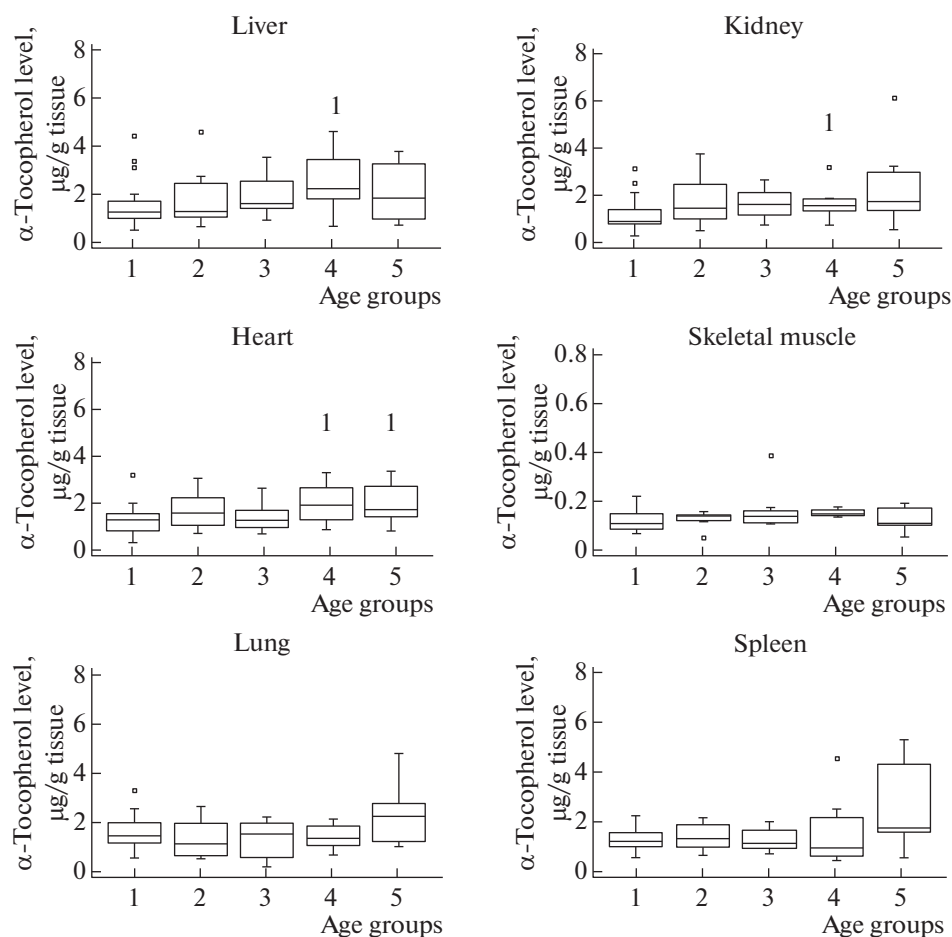 Liver
α-Tocopherol level,
µg/g tissue
8
6
4
2
0
1
1 2 3 4 5
Age groups
Kidney
α-Tocopherol level,
µg/g tissue
8
6
4
2
0
1
1 2 3 4 5
Age groups
Heart
α-Tocopherol level,
µg/g tissue
8
6
4
2
0
1 1
1 2 3 4 5
Age groups
Skeletal muscle
α-Tocopherol level,
µg/g tissue
0.8
0.6
0.4
0.2
0
1 2 3 4 5
Age groups
Lung
α-Tocopherol level,
µg/g tissue
8
6
4
2
0
1 2 3 4 5
Age groups
Spleen
α-Tocopherol level,
µg/g tissue
8
6
4
2
0
1 2 3 4 5
Age groups